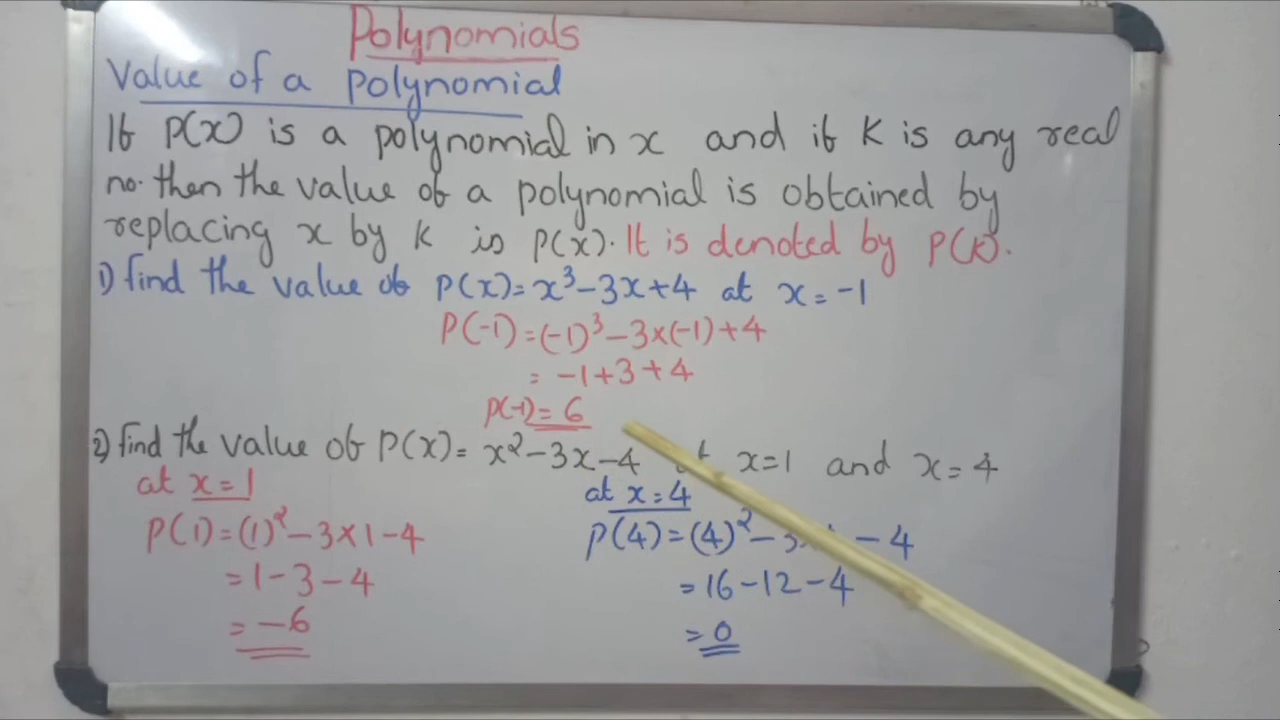 Polynomials
Value of a polynomial
If P(x) is a polynomial in x and if K is any real
no. then the value of a polynomial is obtained by
replacing x by k is P(x). It is denoted by P(k).
1) find the value of P(x)=x³-3x+4 at x=-1
P(-1)=(-1)³-3x(-1)+4
= -1+3+4
P(-1)= 6
2) find the value of P(x)= x²-3x-4 x=1 and x=4
at x=1
P(1)=(1)²-3x1-4
=1-3-4
=-6
at x=4
P(4)=(4)²- - 4
=16-12-4
=0